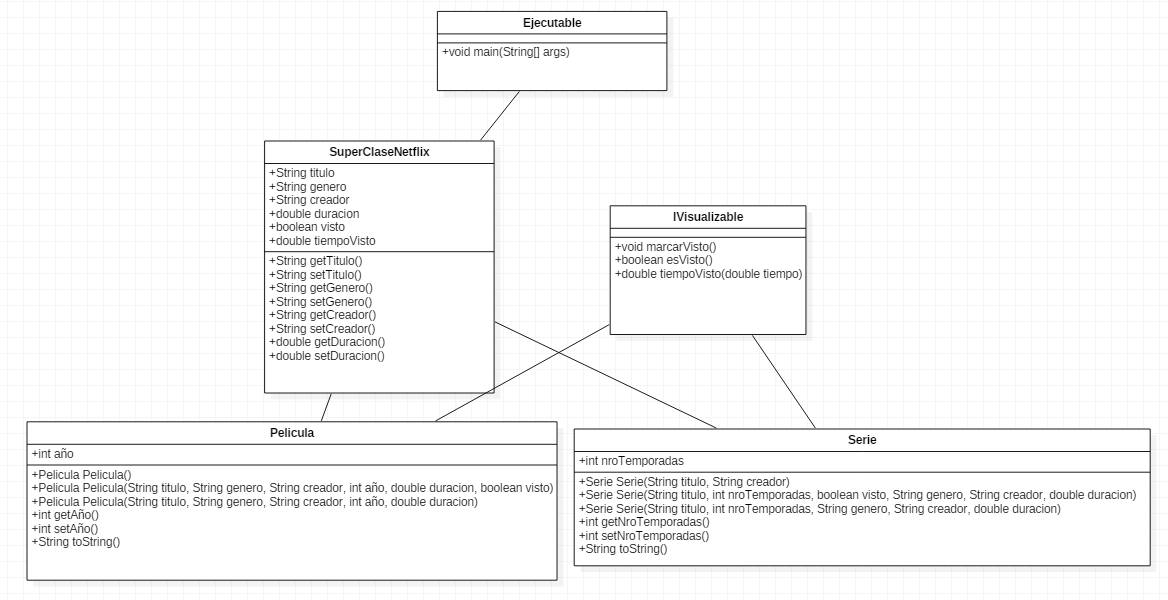 Ejecutable
+void main(String[] args)
SuperClaseNetflix
+String titulo
+String genero
+String creador
+double duracion
+boolean visto
+double tiempoVisto
+String getTitulo()
+String setTitulo()
+String getGenero()
+String setGenero()
+String getCreador()
+String setCreador()
+double getDuracion()
+double setDuracion()
IVisualizable
+void marcarVisto()
+boolean esVisto()
+double tiempoVisto(double tiempo)
Pelicula
+int año
+Pelicula Pelicula()
+Pelicula Pelicula(String titulo, String genero, String creador, int año, double duracion, boolean visto)
+Pelicula Pelicula(String titulo, String genero, String creador, int año, double duracion)
+int getAño()
+int setAño()
+String toString()
Serie
+int nroTemporadas
+Serie Serie(String titulo, String creador)
+Serie Serie(String titulo, int nroTemporadas, boolean visto, String genero, String creador, double duracion)
+Serie Serie(String titulo, int nroTemporadas, String genero, String creador, double duracion)
+int getNroTemporadas()
+int setNroTemporadas()
+String toString()